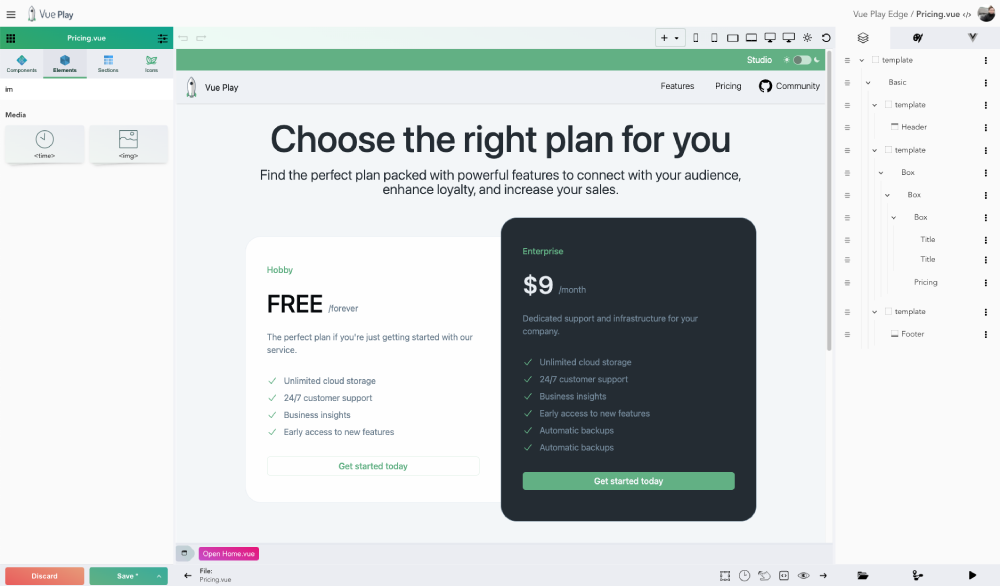 Vue Play
Vue Play Edge / Pricing.vue
Pricing.vue
Components
Elements
Sections
Icons
im
Media
<time>
<img>
Studio
Vue Play
Features
Pricing
Community
Choose the right plan for you
Find the perfect plan packed with powerful features to connect with your audience,
enhance loyalty, and increase your sales.
Hobby
FREE /forever
The perfect plan if you're just getting started with our
service.
Unlimited cloud storage
24/7 customer support
Business insights
Early access to new features
Get started today
Enterprise
$9 /month
Dedicated support and infrastructure for your
company.
Unlimited cloud storage
24/7 customer support
Business insights
Early access to new features
Automatic backups
Automatic backups
Get started today
template
Basic
template
Header
template
Box
Box
Box
Title
Title
Pricing
template
Footer
Open Home.vue
Discard
Save *
File:
Pricing.vue